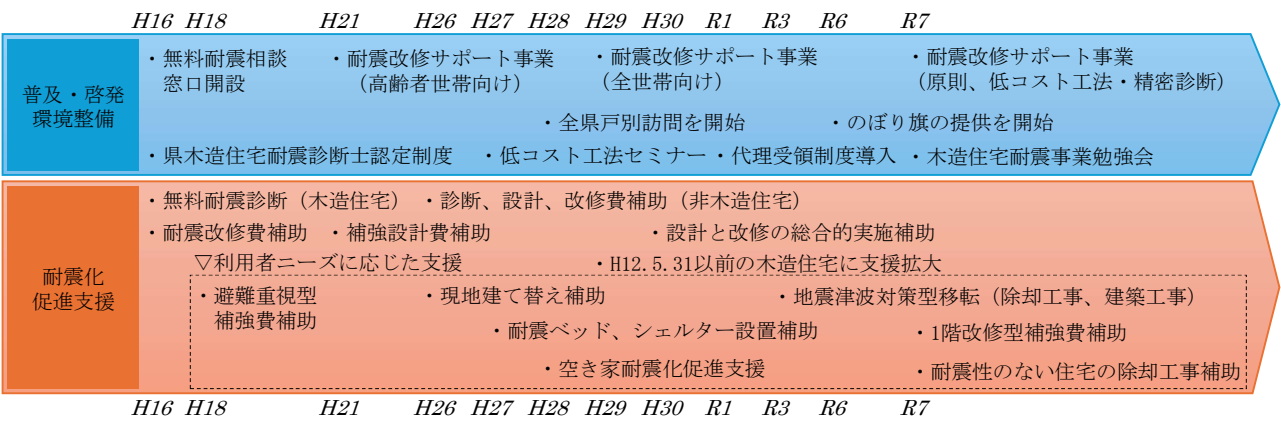 H16 H18 H21 H26 H27 H28 H29 H30 R1 R3 R6 R7
普及・啓発
環境整備
・無料耐震相談
窓口開設
・耐震改修サポート事業
(高齢者世帯向け)
・耐震改修サポート事業
(全世帯向け)
・耐震改修サポート事業
(原則、低コスト工法・精密診断)
・全県戸別訪問を開始
・のぼり旗の提供を開始
・県木造住宅耐震診断士認定制度
・低コスト工法セミナー
・代理受領制度導入
・木造住宅耐震事業勉強会
耐震化
促進支援
・無料耐震診断(木造住宅)
・診断、設計、改修費補助(非木造住宅)
・耐震改修費補助
・補強設計費補助
・設計と改修の総合的実施補助
▽利用者ニーズに応じた支援
・H12.5.31以前の木造住宅に支援拡大
・避難重視型
補強費補助
・現地建て替え補助
・地震津波対策型移転(除却工事、建築工事)
・耐震ベッド、シェルター設置補助
・1階改修型補強費補助
・空き家耐震化促進支援
・耐震性のない住宅の除却工事補助
H16 H18 H21 H26 H27 H28 H29 H30 R1 R3 R6 R7